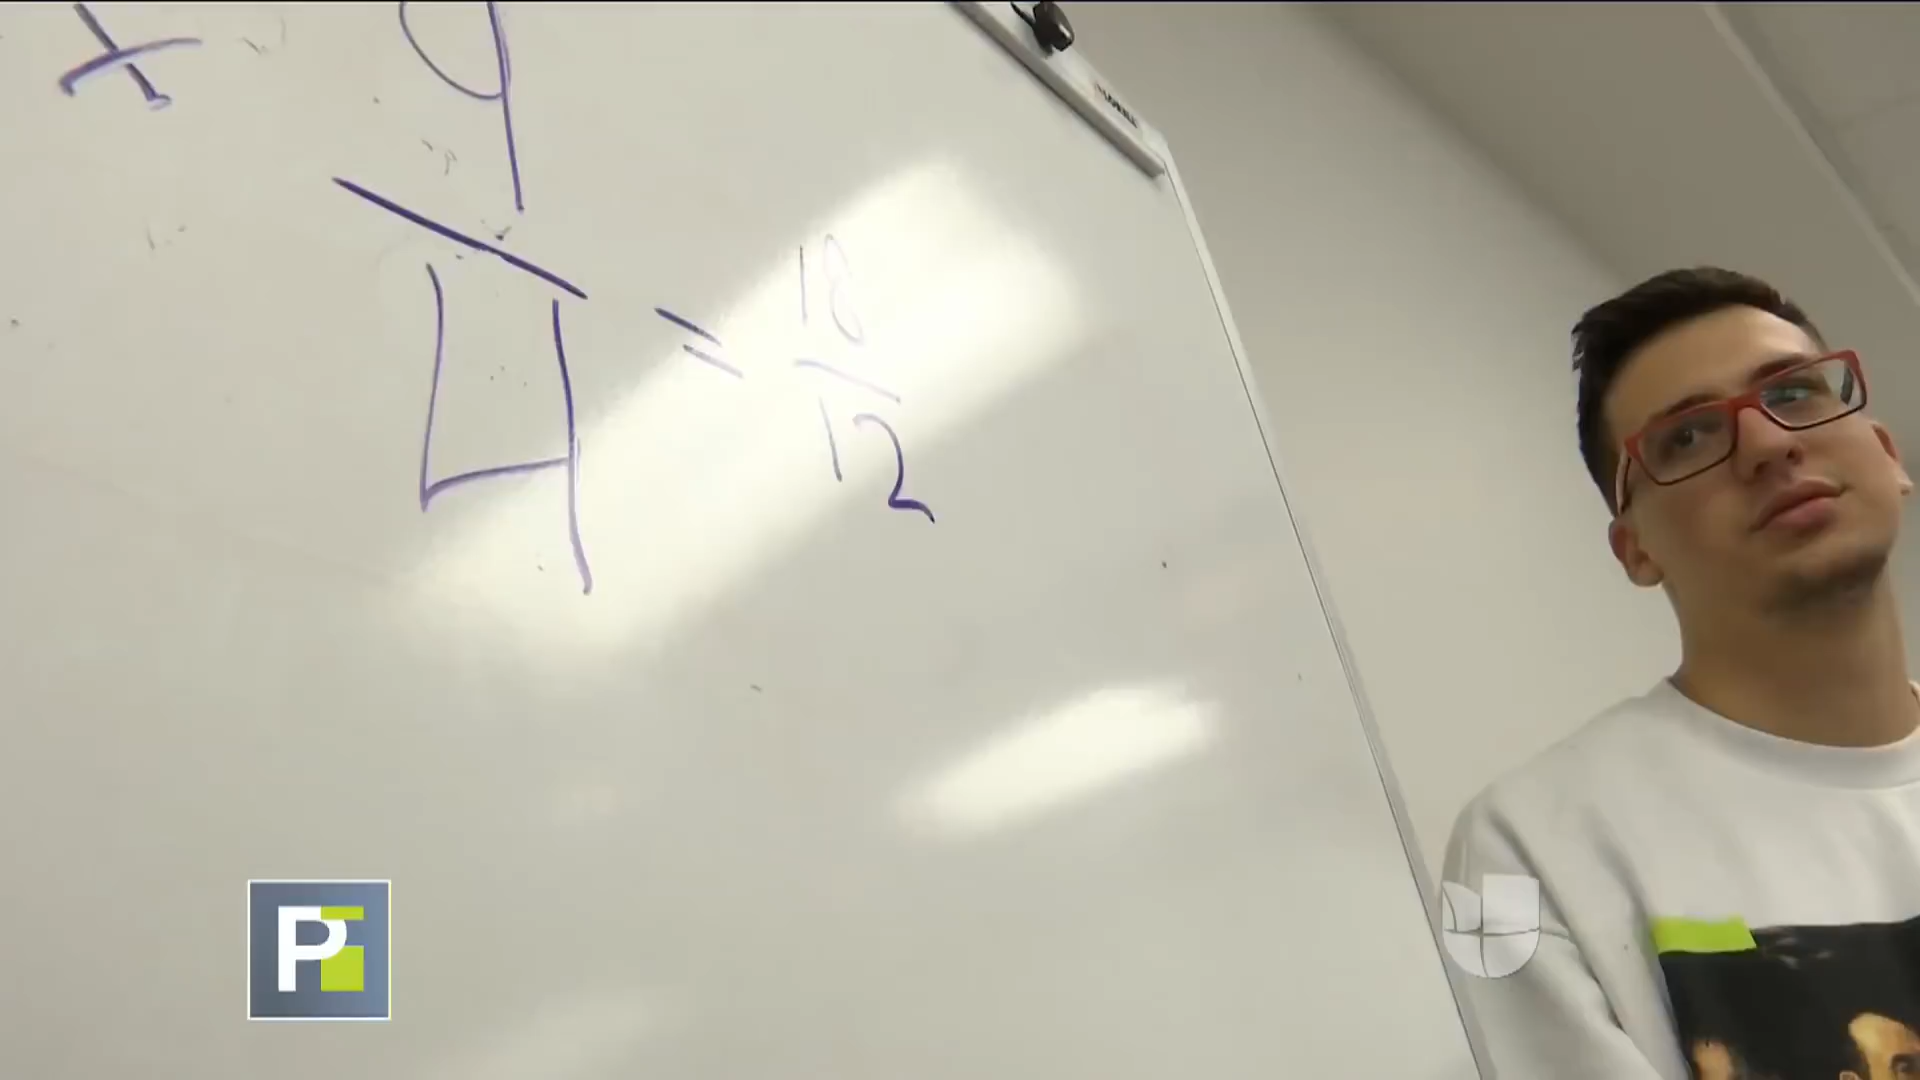 + 9/4 = 18/12
P